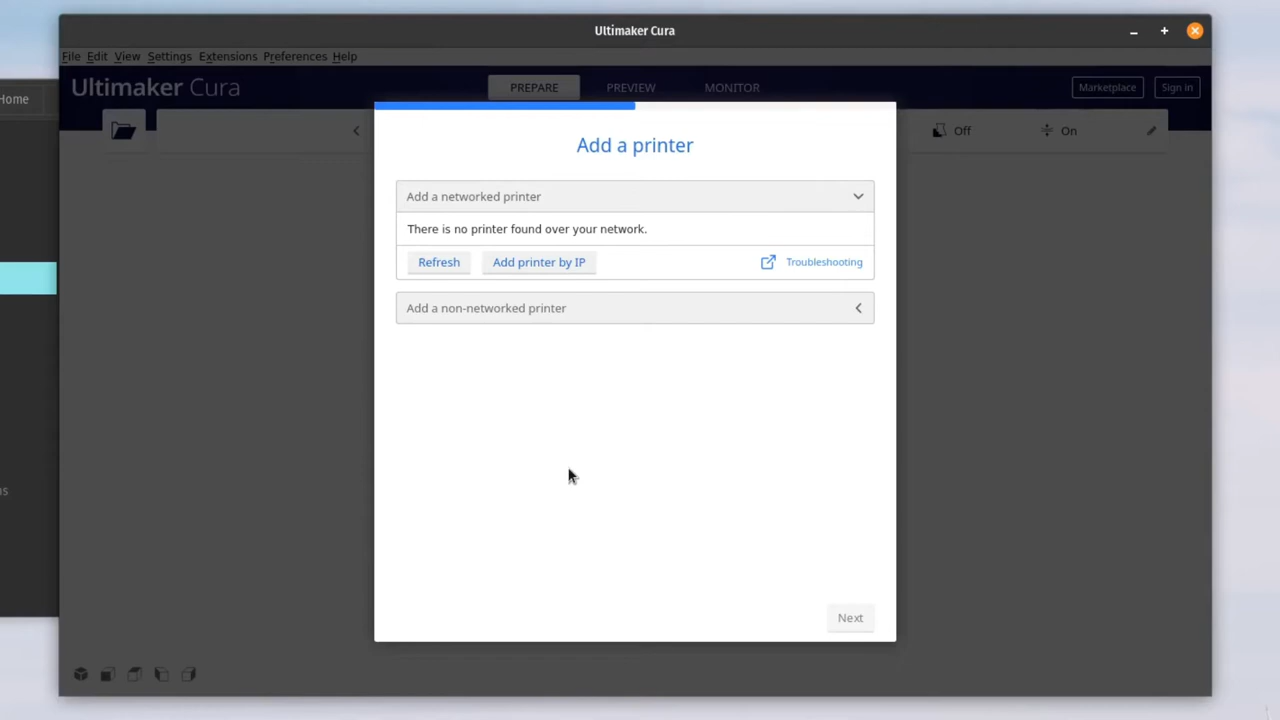 Ultimaker Cura
File Edit View Settings Extensions Preferences Help
Home
Ultimaker Cura
PREPARE
PREVIEW
MONITOR
Marketplace
Sign in
Off
On
Add a printer
Add a networked printer
There is no printer found over your network.
Refresh
Add printer by IP
Troubleshooting
Add a non-networked printer
Next